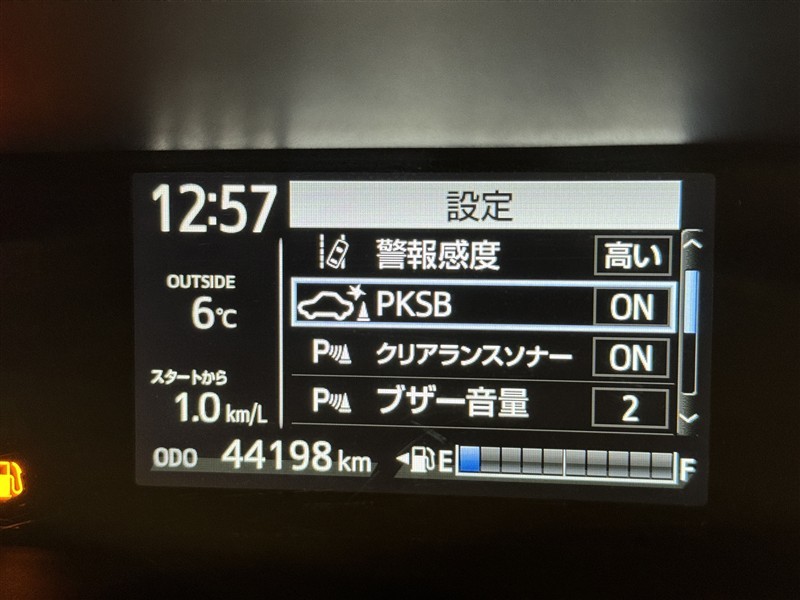 12:57
設定
警報感度 高い
OUTSIDE
6℃
PKSB ON
P クリアランスソナー ON
スタートから
1.0 km/L
P ブザー音量 2
ODO 44198 km
E F